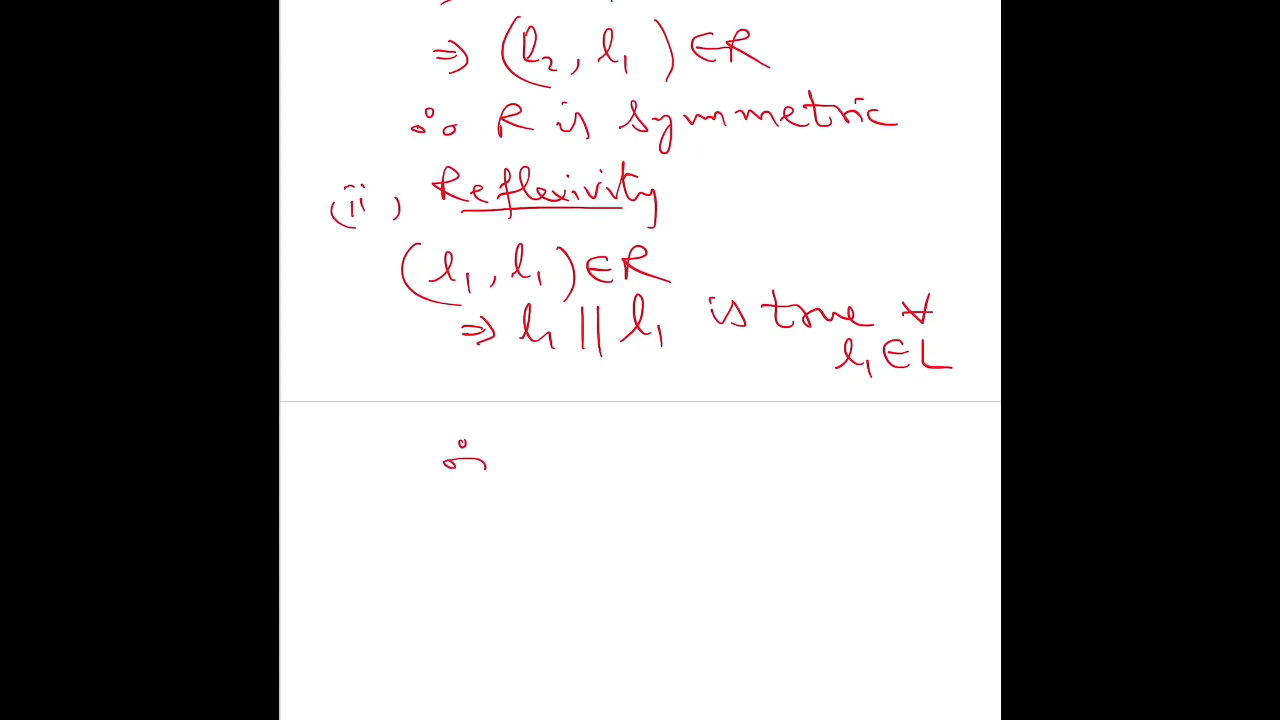 ⇒ (l₂, l₁) ∈ R
∴ R is symmetric
(ii) Reflexivity
(l₁, l₁) ∈ R
⇒ l₁ || l₁ is true ∀
l₁ ∈ L
∴